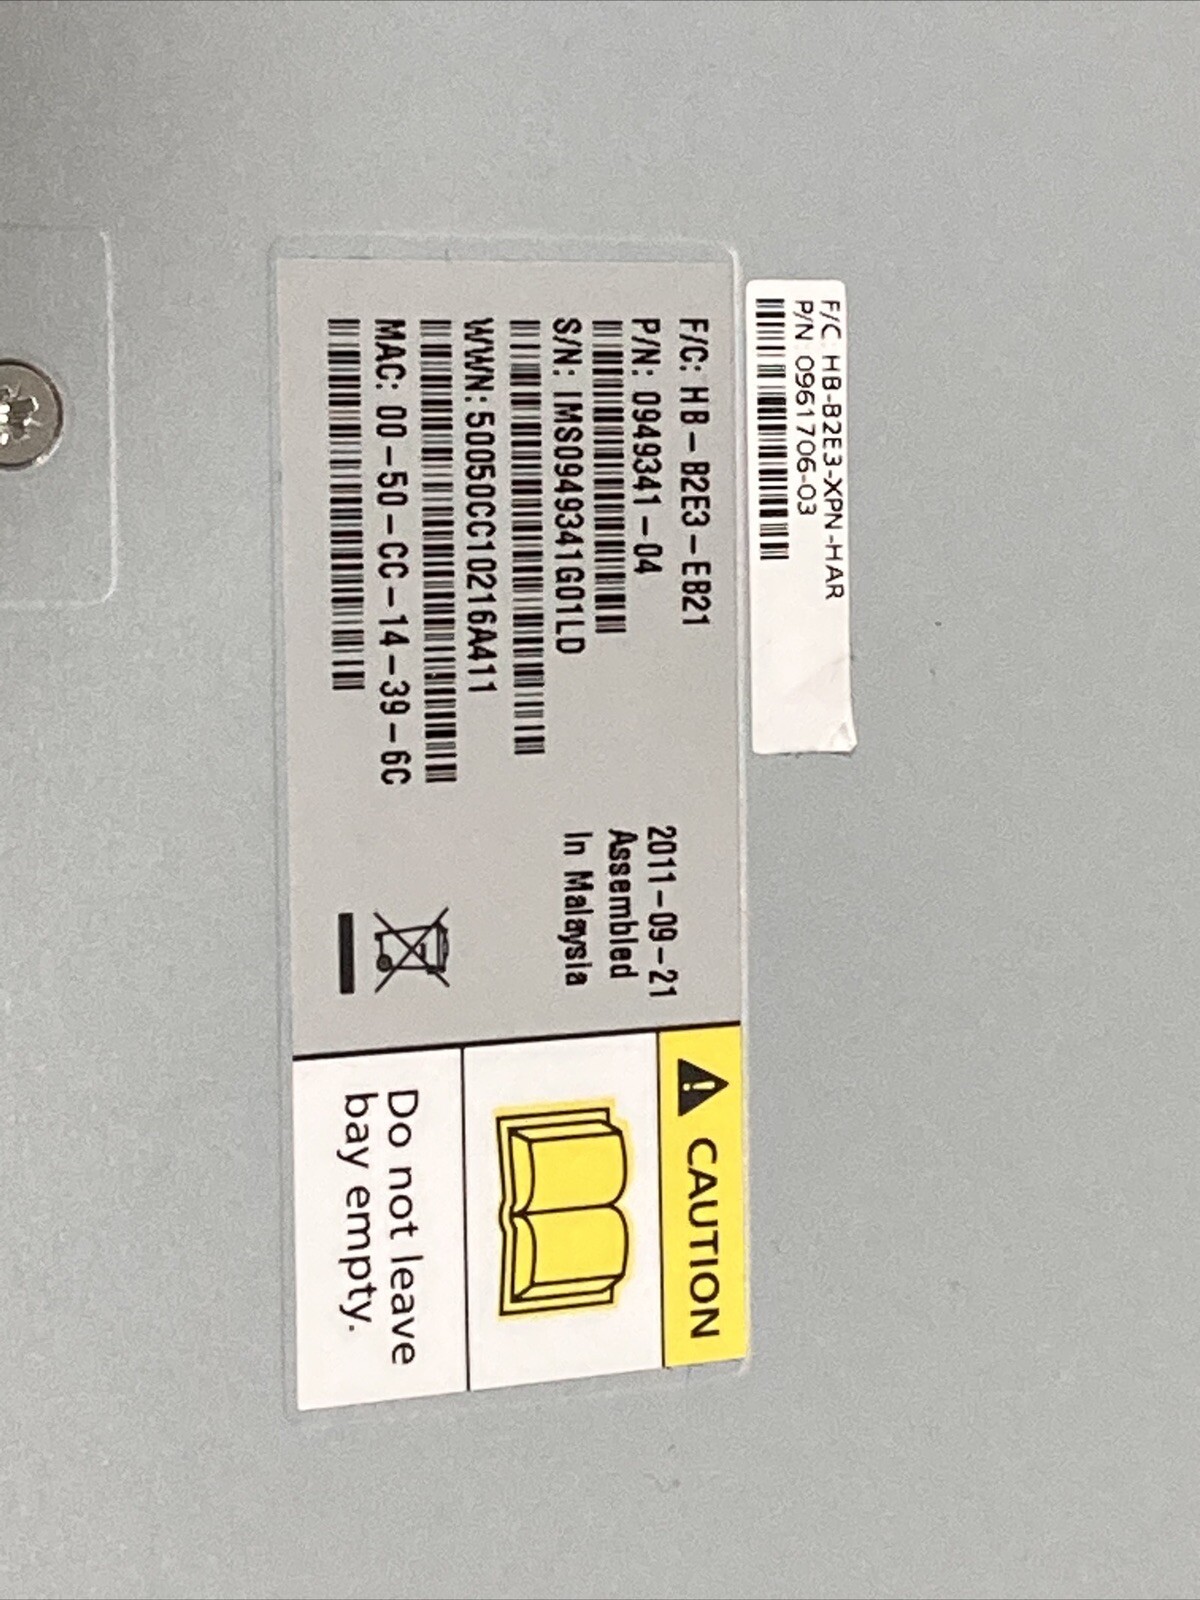 F/C: HB-B2E3-XPN-HAR
P/N: 0961706-03
F/C: HB-B2E3-EB21
P/N: 0949341-04
S/N: IMS0949341G01LD
WWN: 50050CC10216A411
MAC: 00-50-CC-14-39-6C
2011-09-21
Assembled
In Malaysia
CAUTION
Do not leave
bay empty.